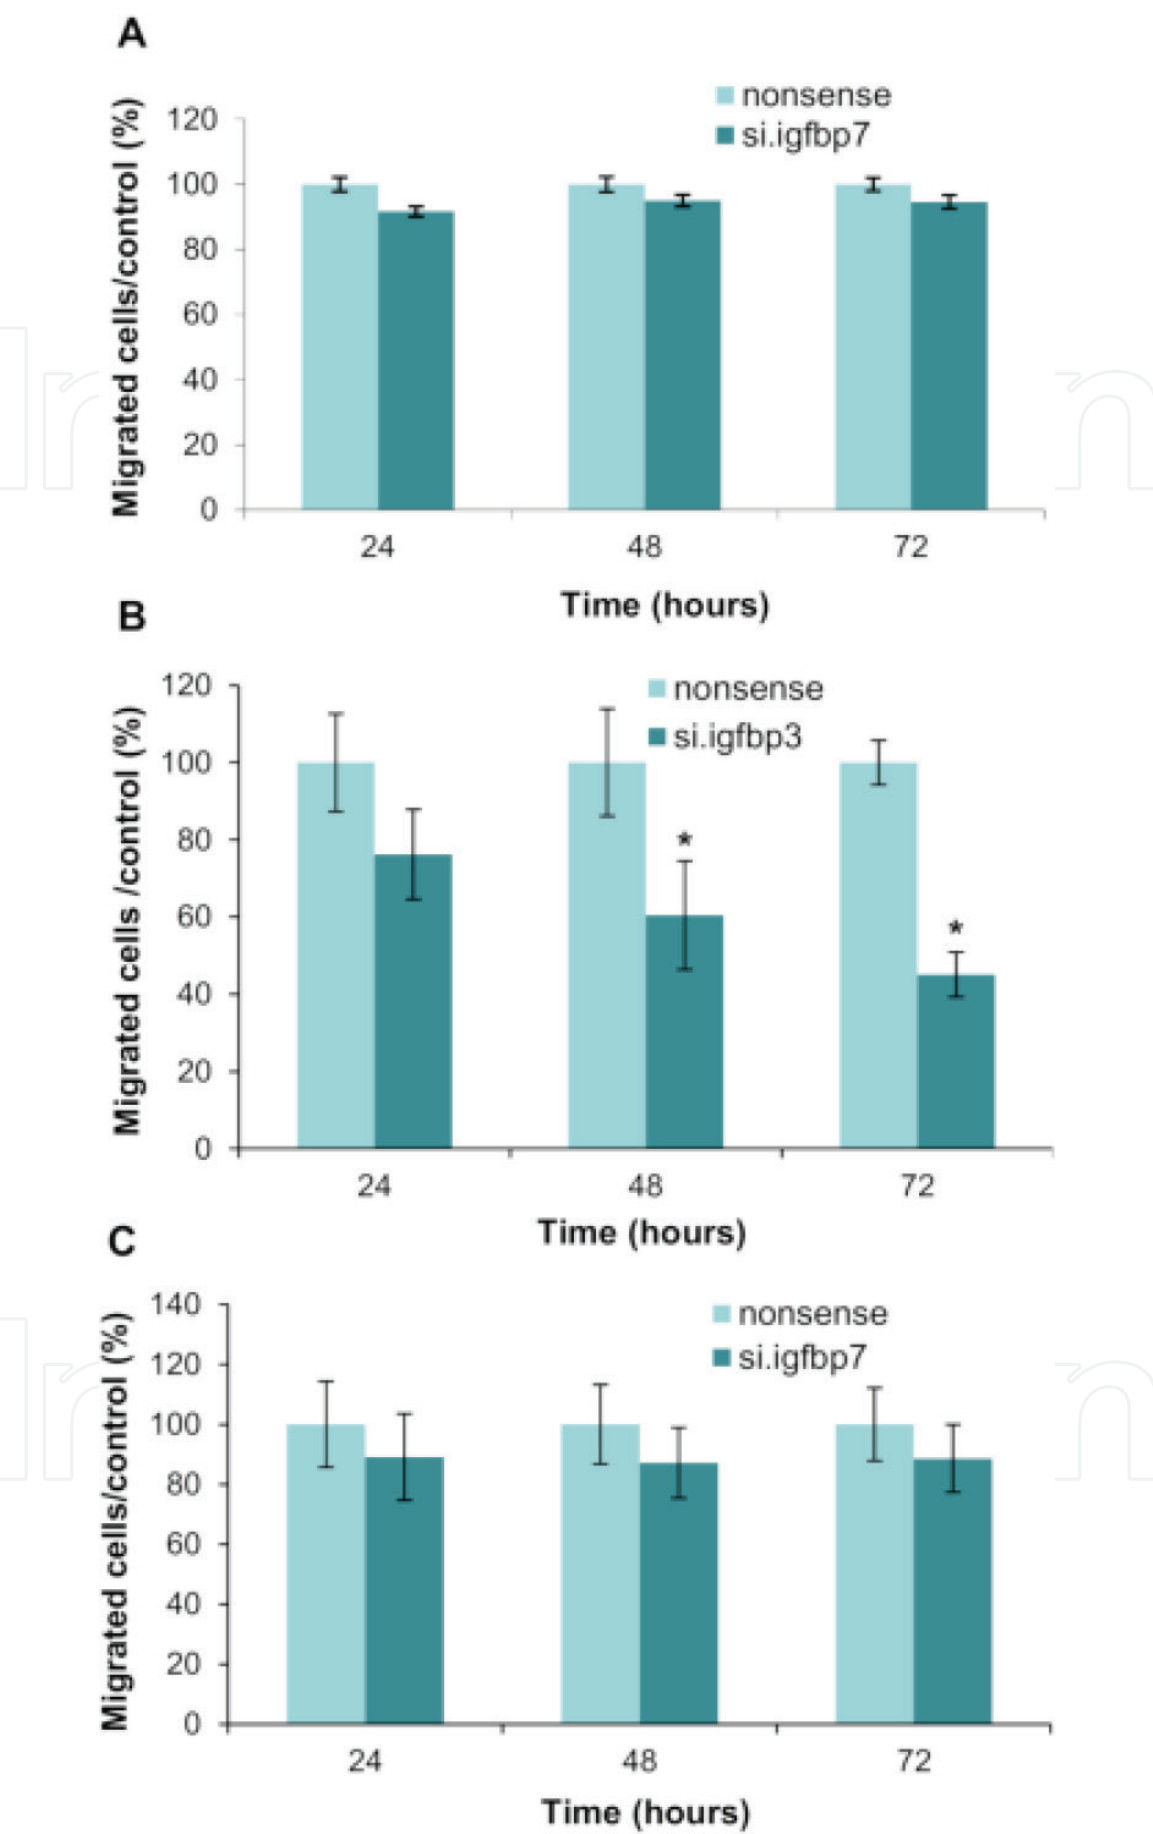 A
nonsense
si.igfbp7
Migrated cells/control (%)
120
100
80
60
40
20
0
24 48 72
Time (hours)
B
nonsense
si.igfbp3
Migrated cells /control (%)
120
100
80
60
40
20
0
*
*
24 48 72
Time (hours)
C
nonsense
si.igfbp7
Migrated cells/control (%)
140
120
100
80
60
40
20
0
24 48 72
Time (hours)